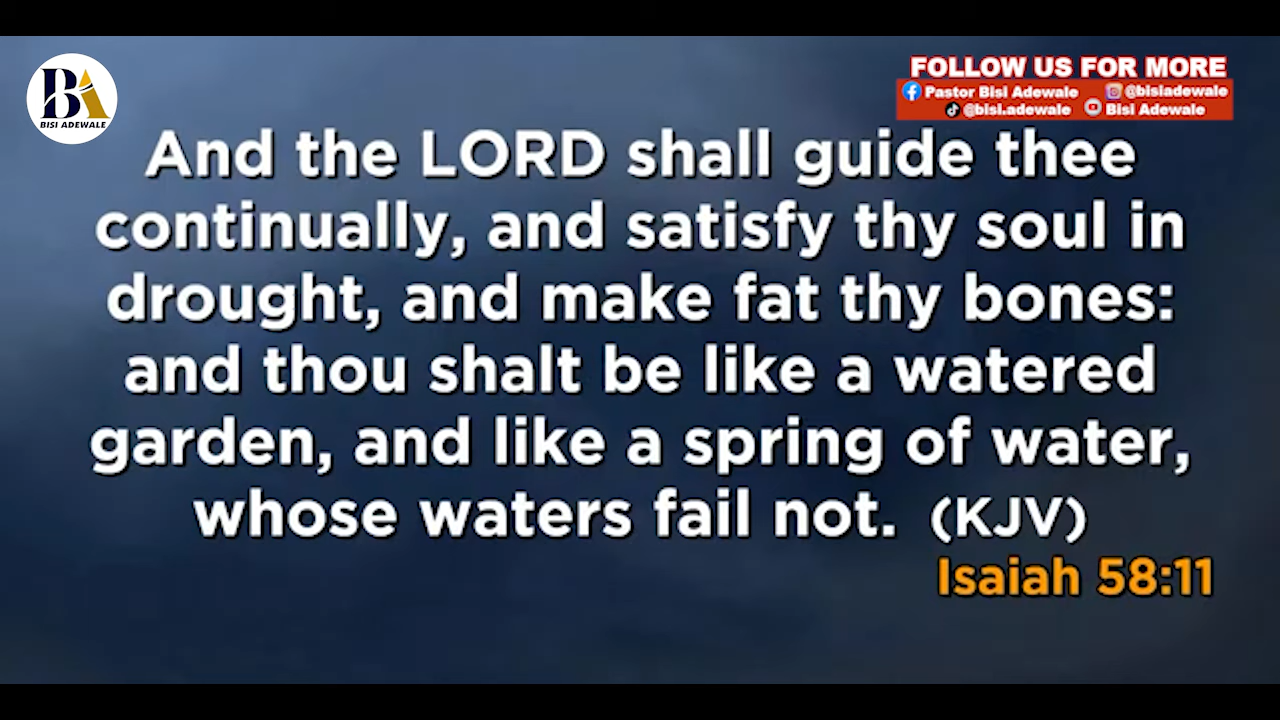 BA
BISI ADEWALE
FOLLOW US FOR MORE
Pastor Bisi Adewale @bisiadewale
@bisi.adewale Bisi Adewale
And the LORD shall guide thee
continually, and satisfy thy soul in
drought, and make fat thy bones:
and thou shalt be like a watered
garden, and like a spring of water,
whose waters fail not. (KJV)
Isaiah 58:11